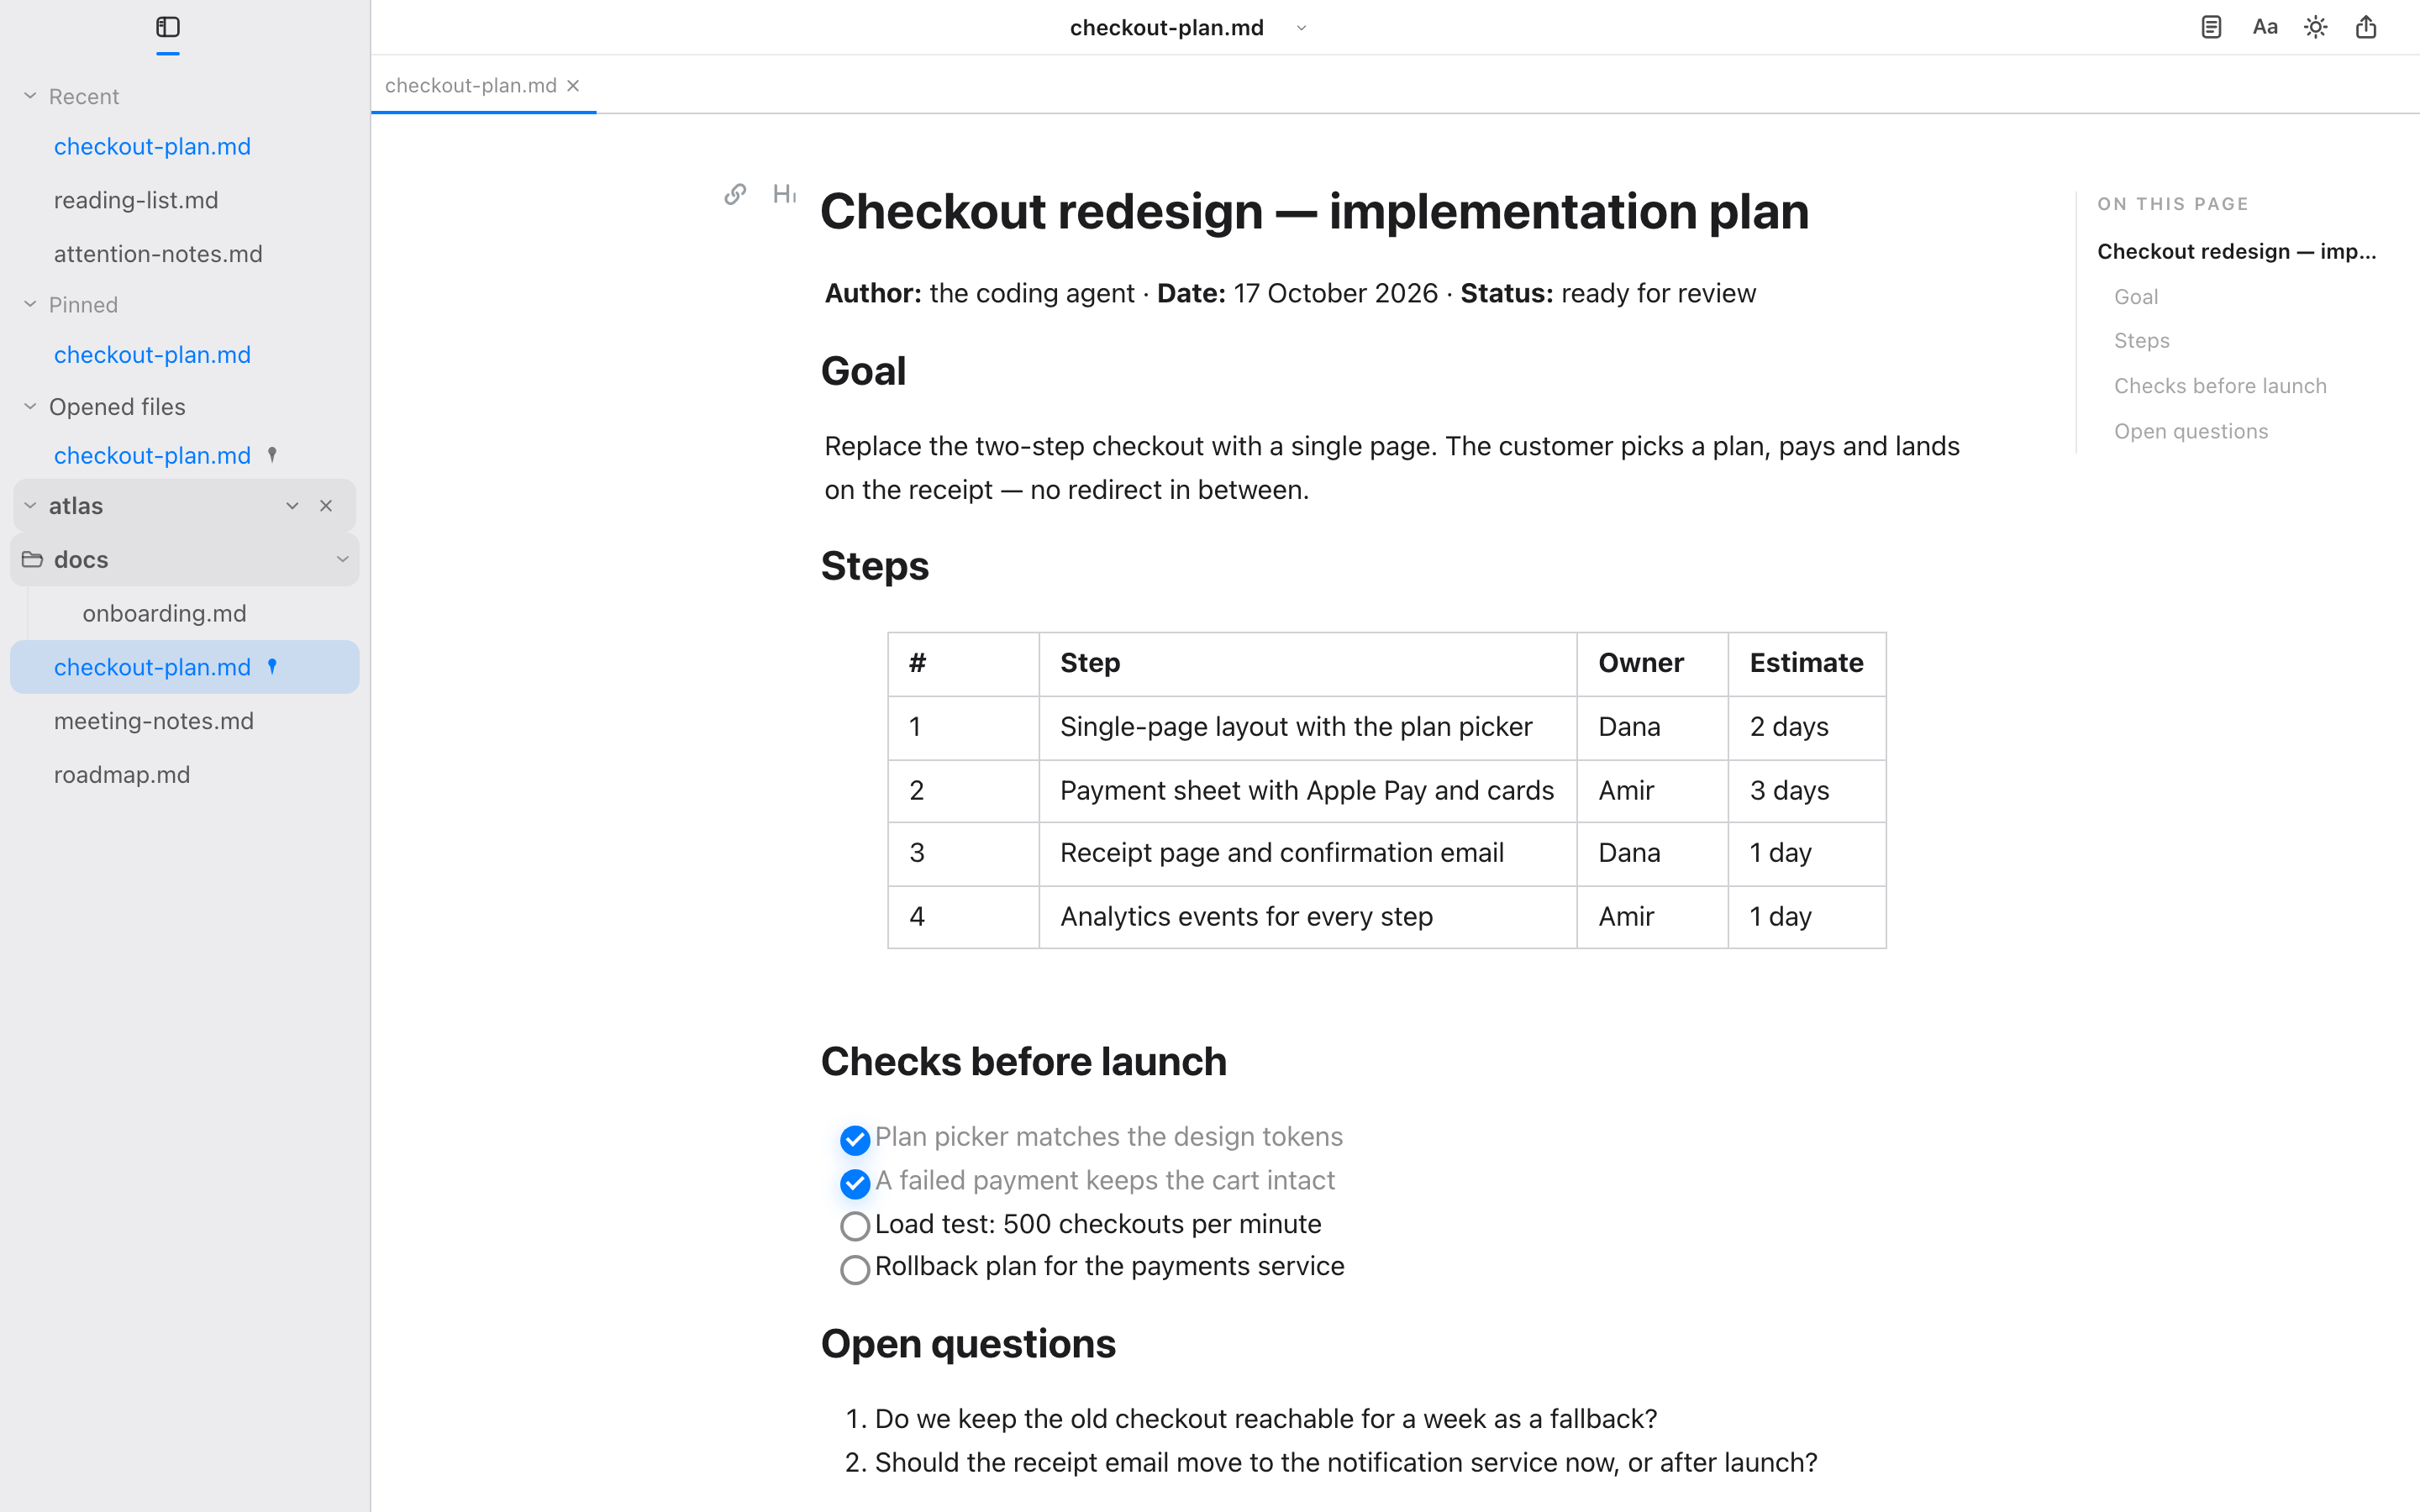 checkout-plan.md
Aa
Recent
checkout-plan.md
reading-list.md
attention-notes.md
Pinned
checkout-plan.md
Opened files
checkout-plan.md
atlas
docs
onboarding.md
checkout-plan.md
meeting-notes.md
roadmap.md
checkout-plan.md
H1
Checkout redesign — implementation plan
Author: the coding agent · Date: 17 October 2026 · Status: ready for review
Goal
Replace the two-step checkout with a single page. The customer picks a plan, pays and lands
on the receipt — no redirect in between.
Steps
# Step Owner Estimate
1 Single-page layout with the plan picker Dana 2 days
2 Payment sheet with Apple Pay and cards Amir 3 days
3 Receipt page and confirmation email Dana 1 day
4 Analytics events for every step Amir 1 day
Checks before launch
Plan picker matches the design tokens
A failed payment keeps the cart intact
Load test: 500 checkouts per minute
Rollback plan for the payments service
Open questions
1. Do we keep the old checkout reachable for a week as a fallback?
2. Should the receipt email move to the notification service now, or after launch?
ON THIS PAGE
Checkout redesign — imp...
Goal
Steps
Checks before launch
Open questions